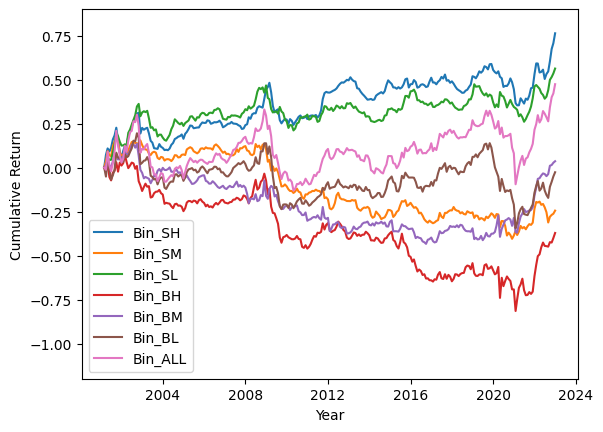 Cumulative Return
0.75
0.50
0.25
0.00
−0.25
−0.50
−0.75
−1.00
Bin_SH
Bin_SM
Bin_SL
Bin_BH
Bin_BM
Bin_BL
Bin_ALL
2004 2008 2012 2016 2020 2024
Year